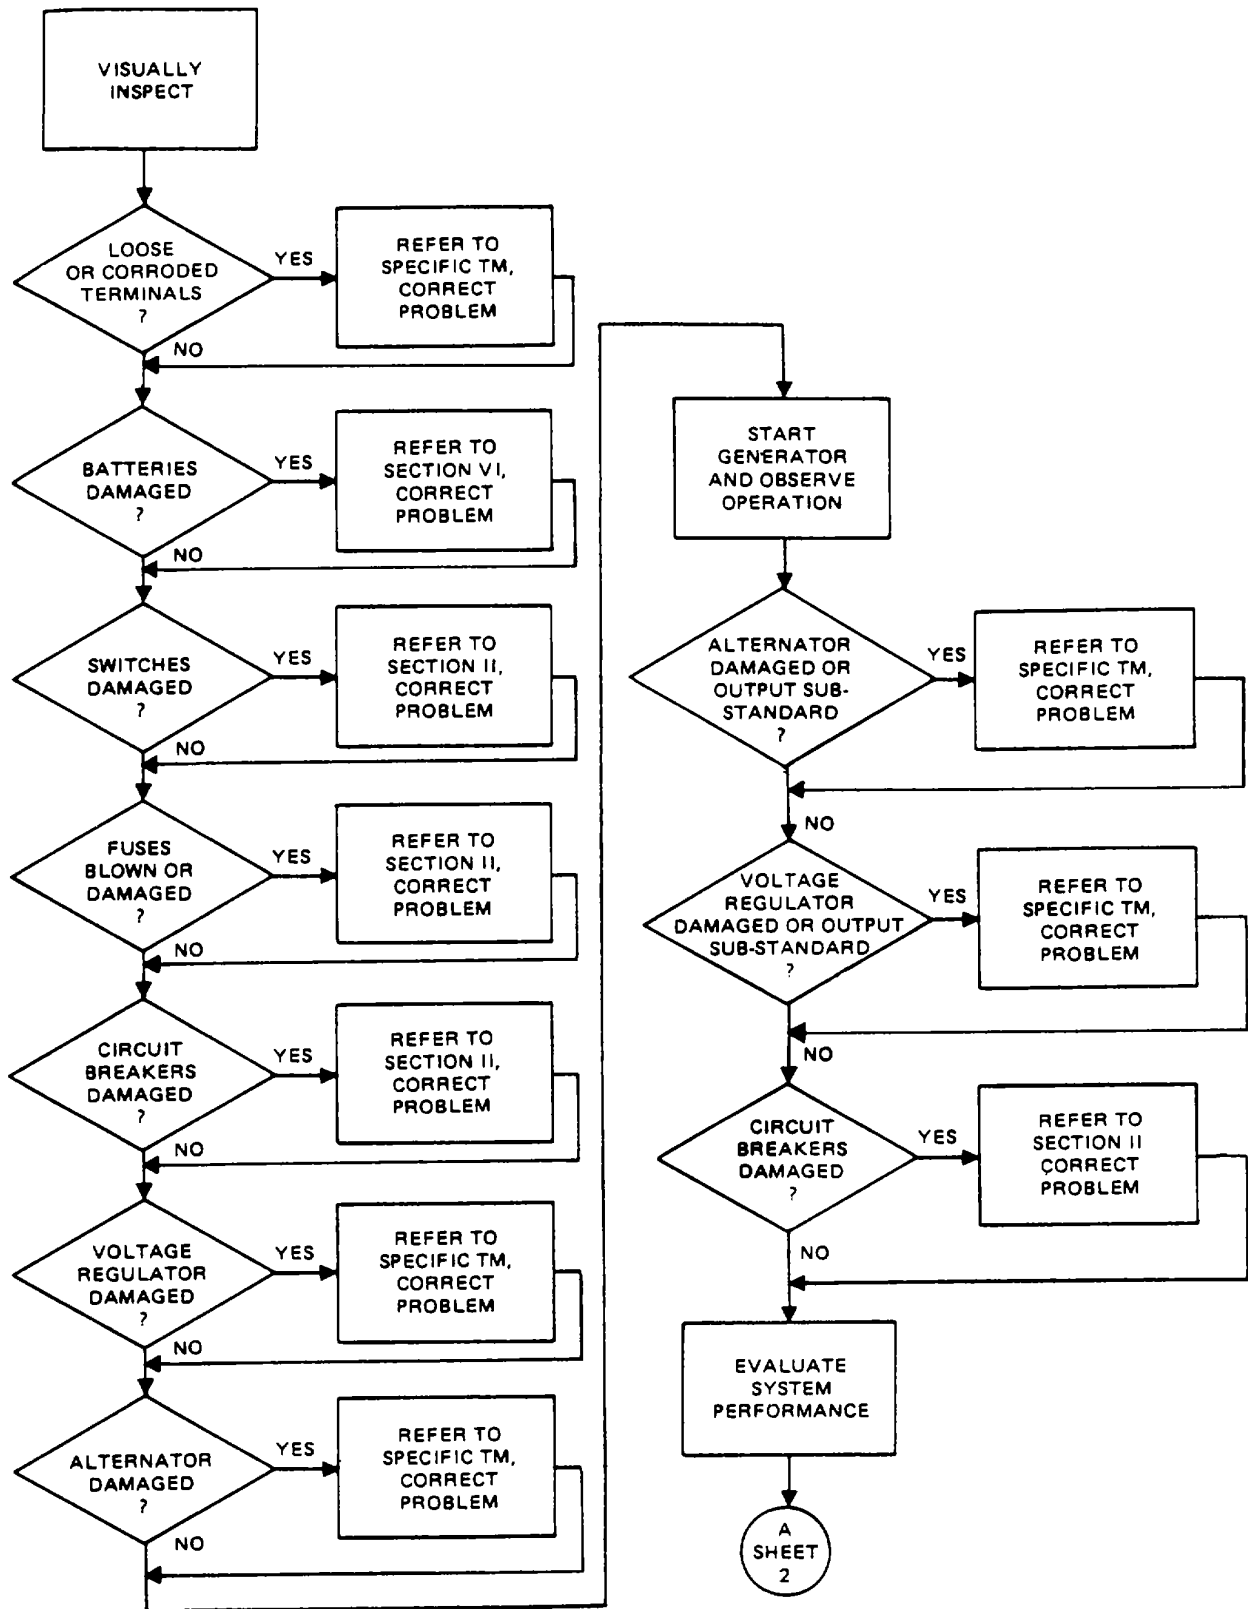 VISUALLY
INSPECT
LOOSE
OR CORRODED
TERMINALS
?
YES
REFER TO
SPECIFIC TM,
CORRECT
PROBLEM
NO
BATTERIES
DAMAGED
?
YES
REFER TO
SECTION VI,
CORRECT
PROBLEM
NO
SWITCHES
DAMAGED
?
YES
REFER TO
SECTION II,
CORRECT
PROBLEM
NO
FUSES
BLOWN OR
DAMAGED
?
YES
REFER TO
SECTION II,
CORRECT
PROBLEM
NO
CIRCUIT
BREAKERS
DAMAGED
?
YES
REFER TO
SECTION II,
CORRECT
PROBLEM
NO
VOLTAGE
REGULATOR
DAMAGED
?
YES
REFER TO
SPECIFIC TM,
CORRECT
PROBLEM
NO
ALTERNATOR
DAMAGED
?
YES
REFER TO
SPECIFIC TM,
CORRECT
PROBLEM
NO
START
GENERATOR
AND OBSERVE
OPERATION
ALTERNATOR
DAMAGED OR
OUTPUT SUB-
STANDARD
?
YES
REFER TO
SPECIFIC TM,
CORRECT
PROBLEM
NO
VOLTAGE
REGULATOR
DAMAGED OR OUTPUT
SUB-STANDARD
?
YES
REFER TO
SPECIFIC TM,
CORRECT
PROBLEM
NO
CIRCUIT
BREAKERS
DAMAGED
?
YES
REFER TO
SECTION II
CORRECT
PROBLEM
NO
EVALUATE
SYSTEM
PERFORMANCE
A
SHEET
2